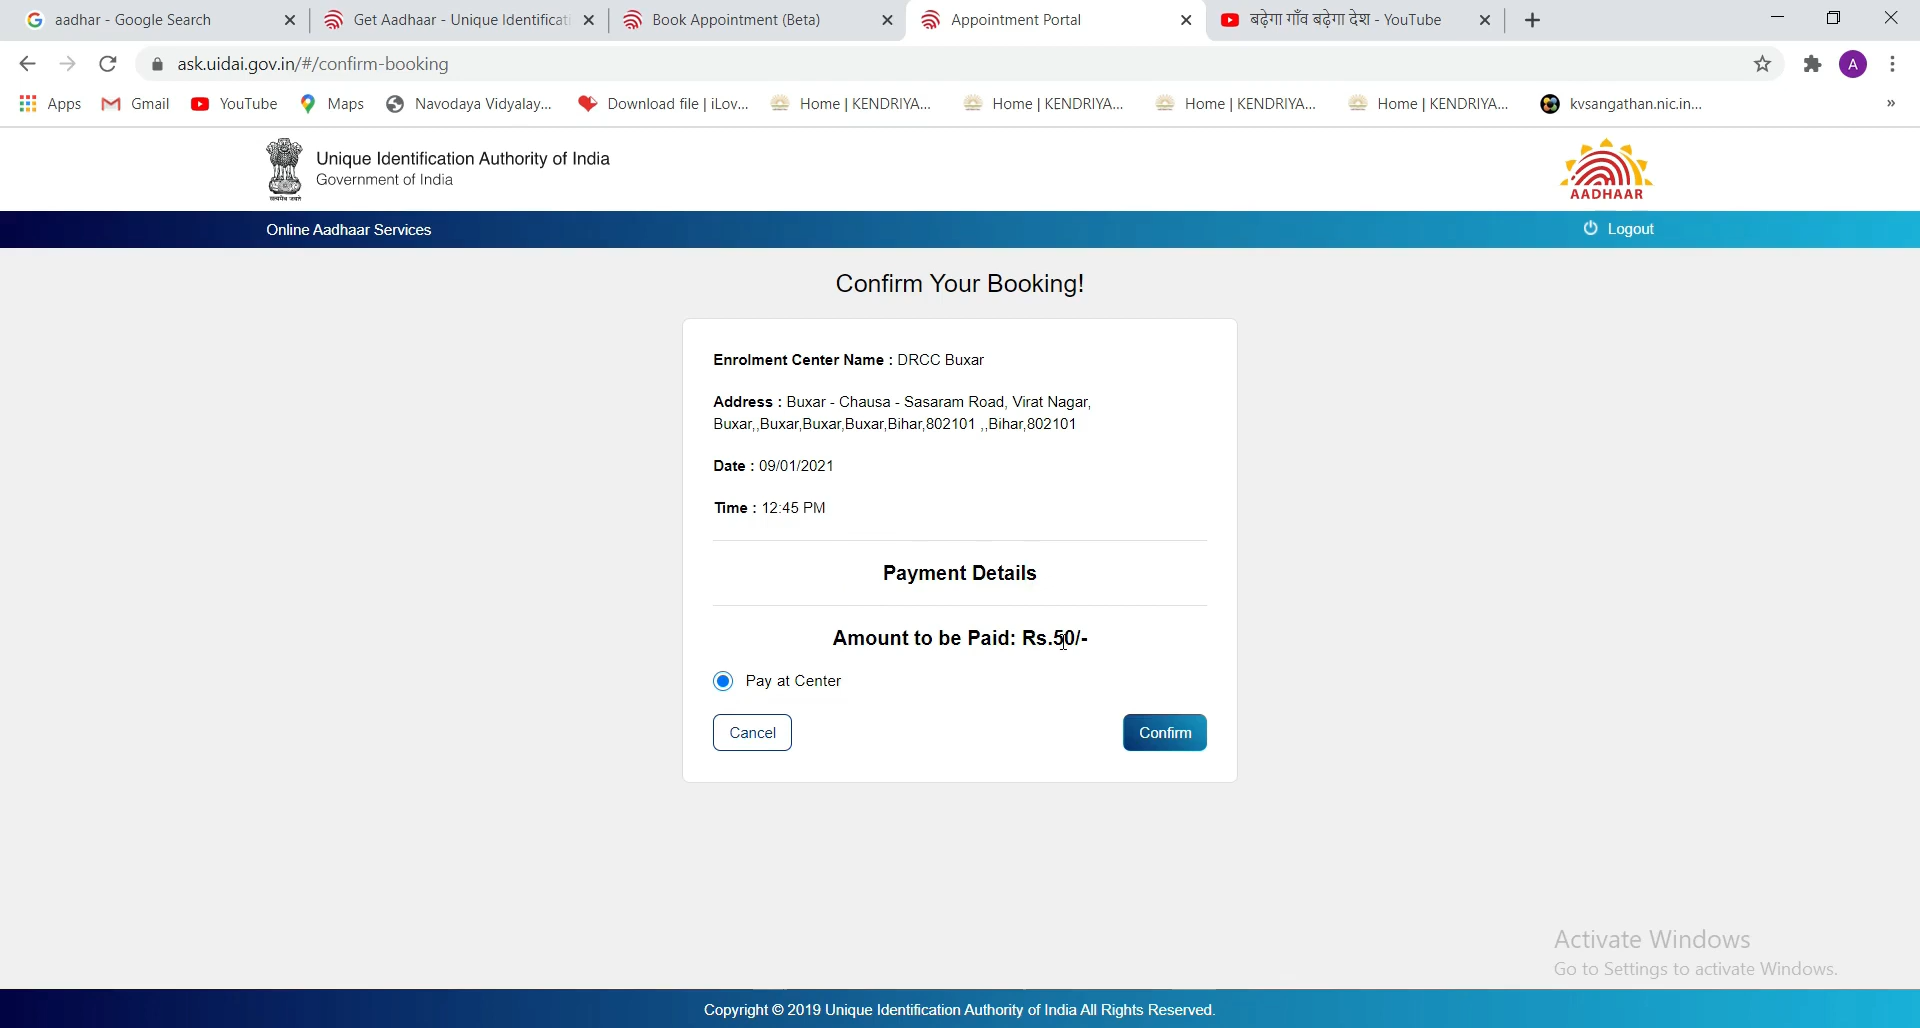 aadhar - Google Search
Get Aadhaar - Unique Identificati
Book Appointment (Beta)
Appointment Portal
बढ़ेगा गाँव बढ़ेगा देश - YouTube
ask.uidai.gov.in/#/confirm-booking
A
Apps
Gmail
YouTube
Maps
Navodaya Vidyalay...
Download file | iLov...
Home | KENDRIYA...
Home | KENDRIYA...
Home | KENDRIYA...
Home | KENDRIYA...
kvsangathan.nic.in...
»
सत्यमेव जयते
Unique Identification Authority of India
Government of India
AADHAAR
Online Aadhaar Services
Logout
Confirm Your Booking!
Enrolment Center Name : DRCC Buxar
Address : Buxar - Chausa - Sasaram Road, Virat Nagar,
Buxar,,Buxar,Buxar,Buxar,Bihar,802101 ,,Bihar,802101
Date : 09/01/2021
Time : 12:45 PM
Payment Details
Amount to be Paid: Rs.50/-
Pay at Center
Cancel
Confirm
Activate Windows
Go to Settings to activate Windows.
Copyright © 2019 Unique Identification Authority of India All Rights Reserved.